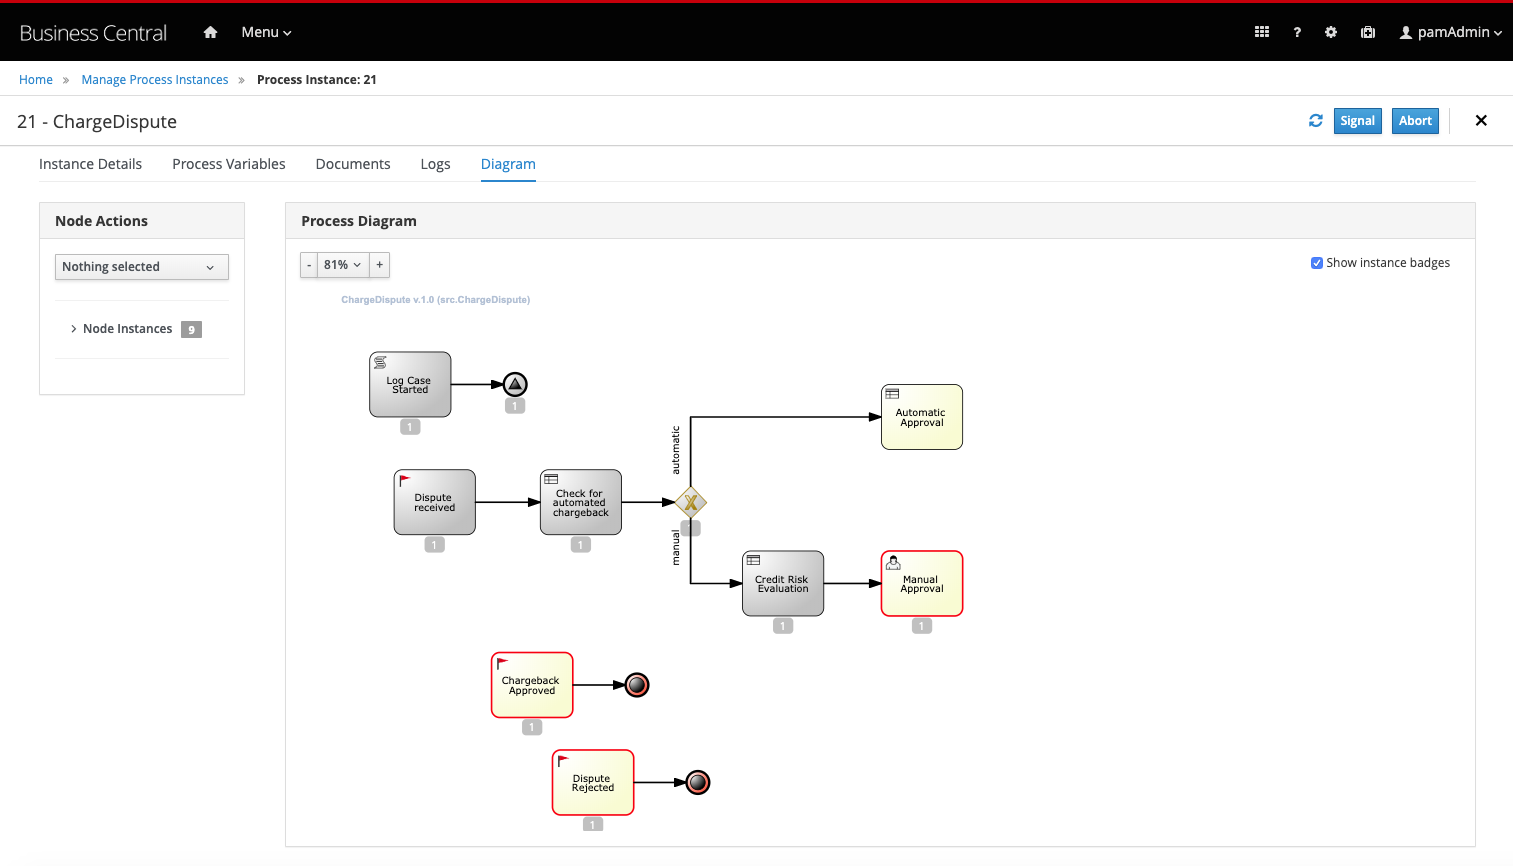 Business Central
Menu
?
pamAdmin
Home » Manage Process Instances » Process Instance: 21
21 - ChargeDispute
Signal
Abort
Instance Details
Process Variables
Documents
Logs
Diagram
Node Actions
Nothing selected
Node Instances 9
Process Diagram
- 81% +
Show instance badges
ChargeDispute v.1.0 (src.ChargeDispute)
Log Case
Started
1
1
Automatic
Approval
automatic
Dispute
received
1
Check for
automated
chargeback
1
X
manual
Credit Risk
Evaluation
1
Manual
Approval
1
Chargeback
Approved
1
Dispute
Rejected
1